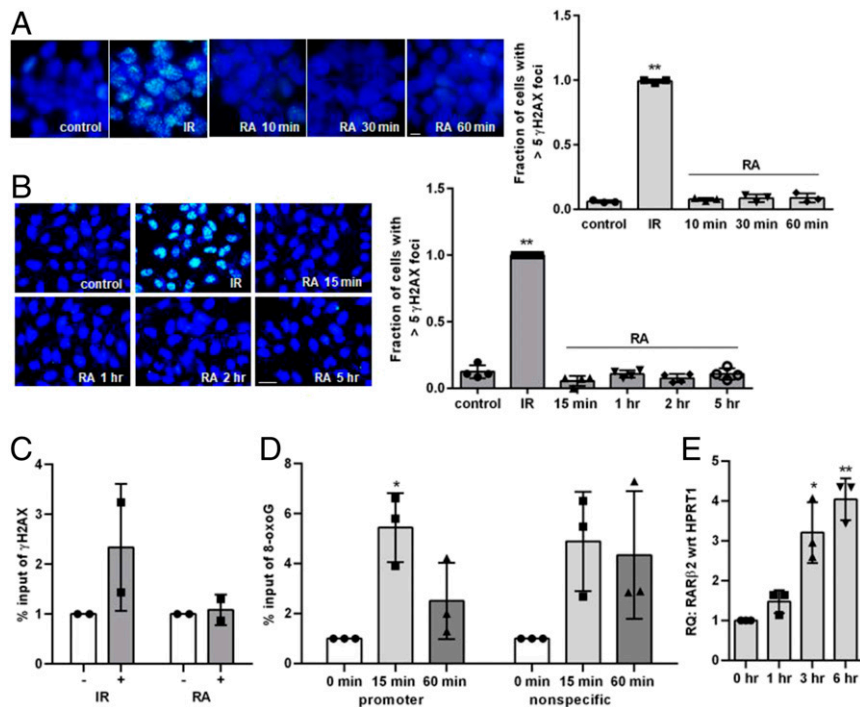 A
control
IR
RA 10 min
RA 30 min
RA 60 min
Fraction of cells with
> 5 γH2AX foci
1.5
1.0
0.5
0.0
**
RA
control
IR
10 min
30 min
60 min
B
control
IR
RA 15 min
RA 1 hr
RA 2 hr
RA 5 hr
Fraction of cells with
> 5 γH2AX foci
1.5
1.0
0.5
0.0
**
RA
control
IR
15 min
1 hr
2 hr
5 hr
C
% input of γH2AX
4
3
2
1
0
- + - +
IR RA
D
% input of 8-oxoG
8
6
4
2
0
*
0 min 15 min 60 min 0 min 15 min 60 min
promoter nonspecific
E
RQ: RARβ2 wrt HPRT1
5
4
3
2
1
0
* **
0 hr 1 hr 3 hr 6 hr